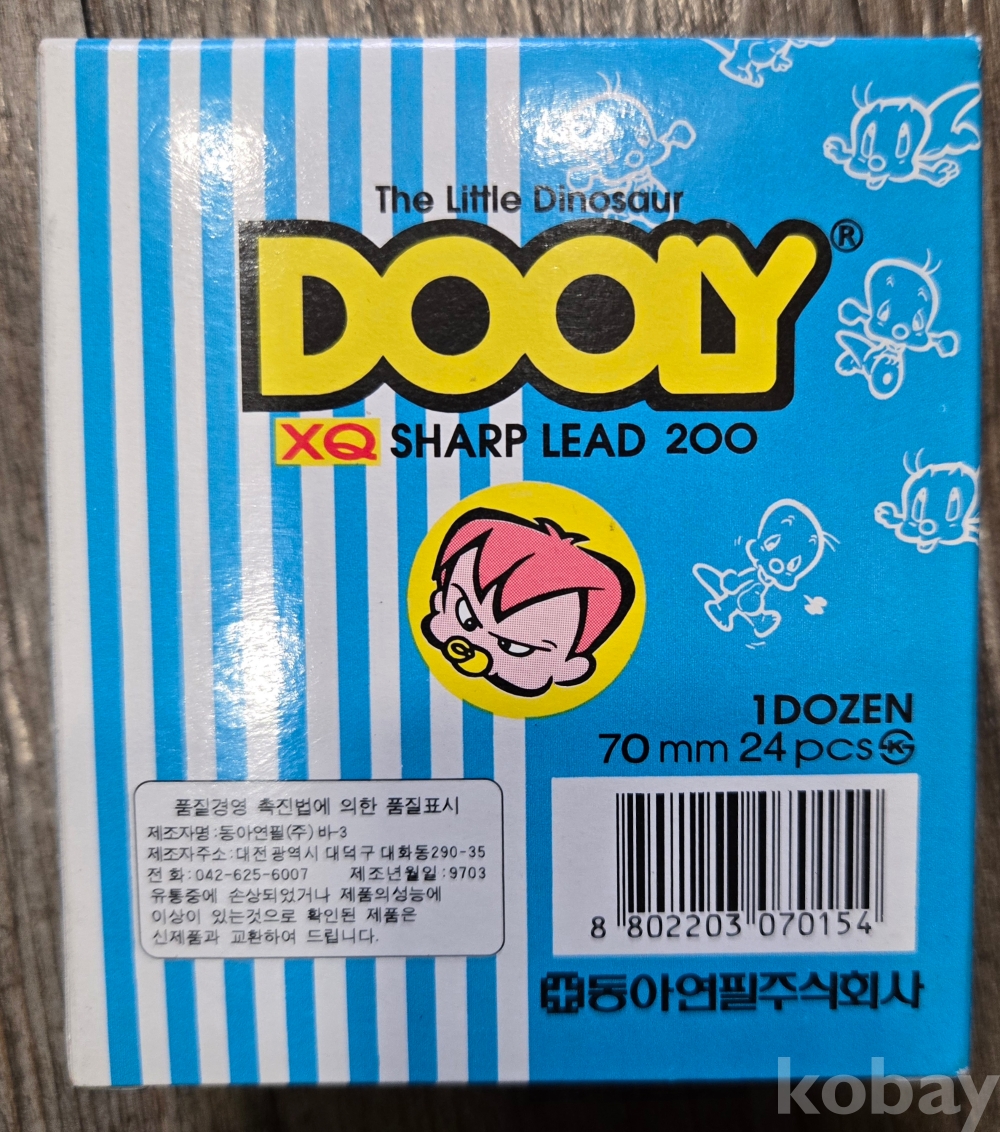 The Little Dinosaur
DOOLY®
XQ SHARP LEAD 200
1 DOZEN
70 mm 24 pcs
품질경영 촉진법에 의한 품질표시
제조자명:동아연필(주) 바-3
제조자주소:대전광역시 대덕구 대화동290-35
전 화:042-625-6007 제조년월일:9703
유통중에 손상되었거나 제품의성능에
이상이 있는것으로 확인된 제품은
신제품과 교환하여 드립니다.
8 802203 070154
동아연필주식회사
kobay